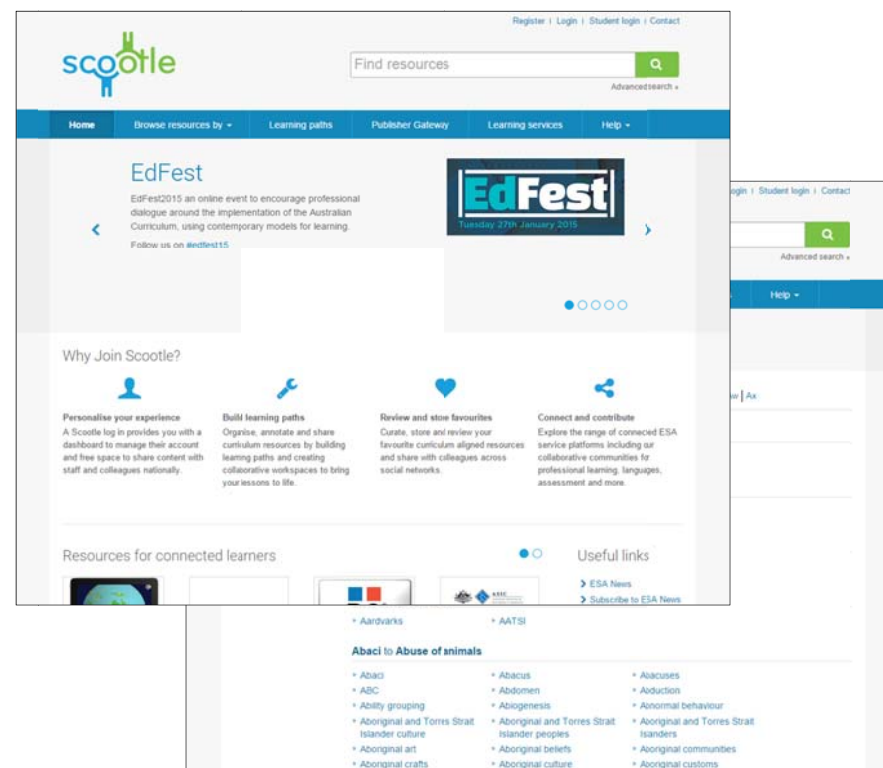 Register | Login | Student login | Contact
scootle
Find resources
Advanced search
Home Browse resources by Learning paths Publisher Gateway Learning services Help
EdFest
EdFest2015 an online event to encourage professional
dialogue around the implementation of the Australian
Curriculum, using contemporary models for learning.
Follow us on #edfest15
EdFest
Tuesday 27th January 2015
Why Join Scootle?
Personalise your experience
A Scootle log in provides you with a
dashboard to manage their account
and free space to share content with
staff and colleagues nationally.
Build learning paths
Organise, annotate and share
curriculum resources by building
learning paths and creating
collaborative workspaces to bring
your lessons to life.
Review and store favourites
Curate, store and review your
favourite curriculum aligned resources
and share with colleagues across
social networks.
Connect and contribute
Explore the range of connected ESA
service platforms including our
collaborative communities for
professional learning, languages,
assessment and more.
Resources for connected learners
Useful links
ESA News
Subscribe to ESA News
| Student login | Contact
Advanced search
Help
| Ax
Aardvarks AATSI
Abaci to Abuse of animals
Abaci Abacus Abacuses
ABC Abdomen Abduction
Ability grouping Abiogenesis Abnormal behaviour
Aboriginal and Torres Strait Aboriginal and Torres Strait Aboriginal and Torres Strait
Islander culture Islander peoples Islanders
Aboriginal art Aboriginal beliefs Aboriginal communities
Aboriginal crafts Aboriginal culture Aboriginal customs